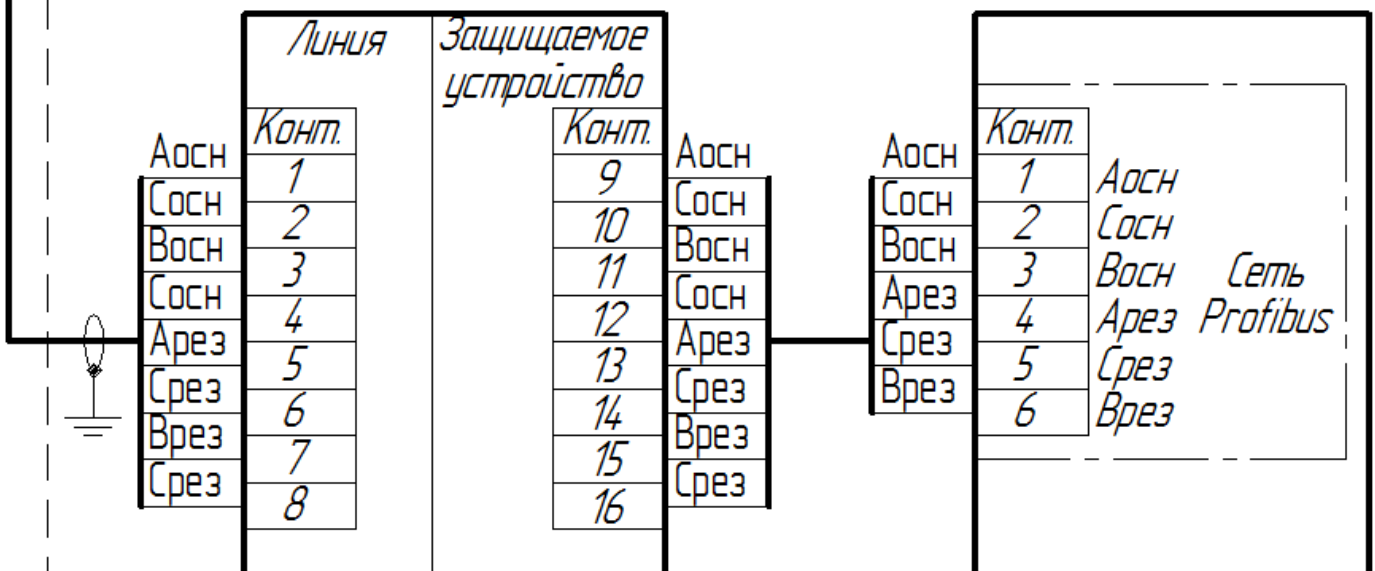 Линия
Защищаемое
устройство
Конт.
Аосн
1
Сосн
2
Восн
3
Сосн
4
Арез
5
Срез
6
Врез
7
Срез
8
Конт.
9
Аосн
10
Сосн
11
Восн
12
Сосн
13
Арез
14
Срез
15
Врез
16
Срез
Конт.
Аосн
1
Аосн
Сосн
2
Сосн
Восн
3
Восн
Арез
4
Арез
Срез
5
Срез
Врез
6
Врез
Сеть
Profibus